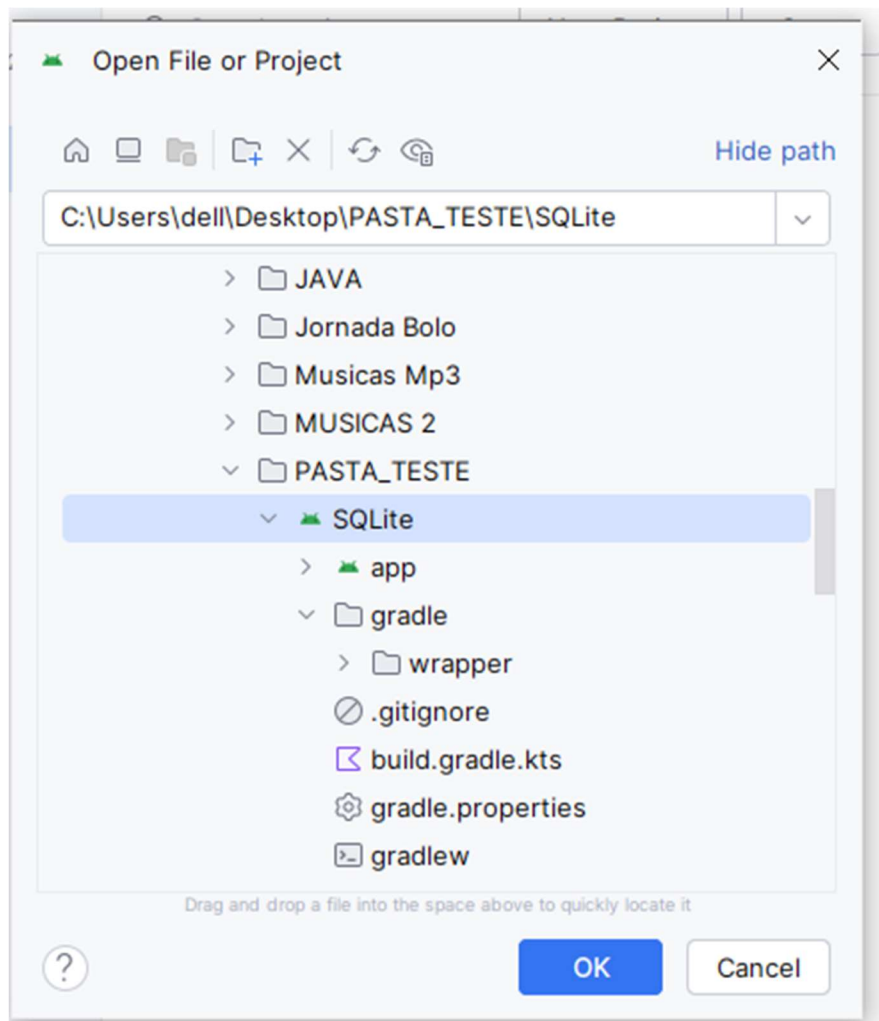 Open File or Project
Hide path
C:\Users\dell\Desktop\PASTA_TESTE\SQLite
JAVA
Jornada Bolo
Musicas Mp3
MUSICAS 2
PASTA_TESTE
SQLite
app
gradle
wrapper
.gitignore
build.gradle.kts
gradle.properties
gradlew
Drag and drop a file into the space above to quickly locate it
? OK Cancel